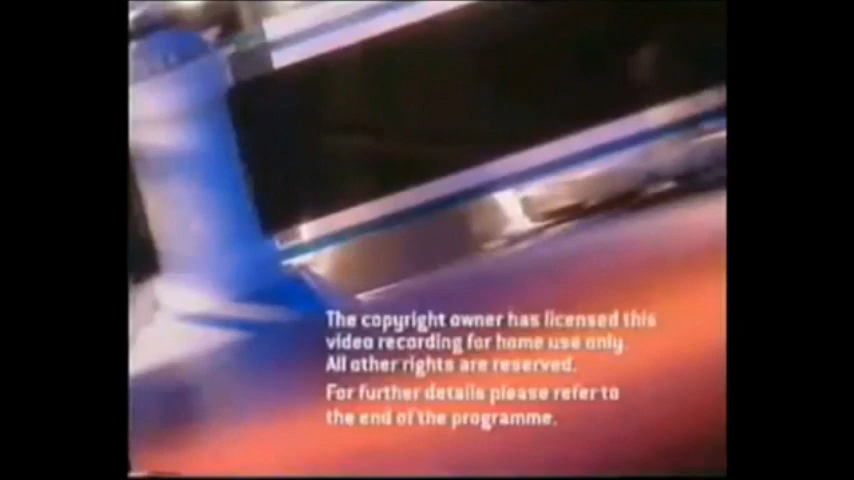 The copyright owner has licensed this
video recording for home use only.
All other rights are reserved.
For further details please refer to
the end of the programme.